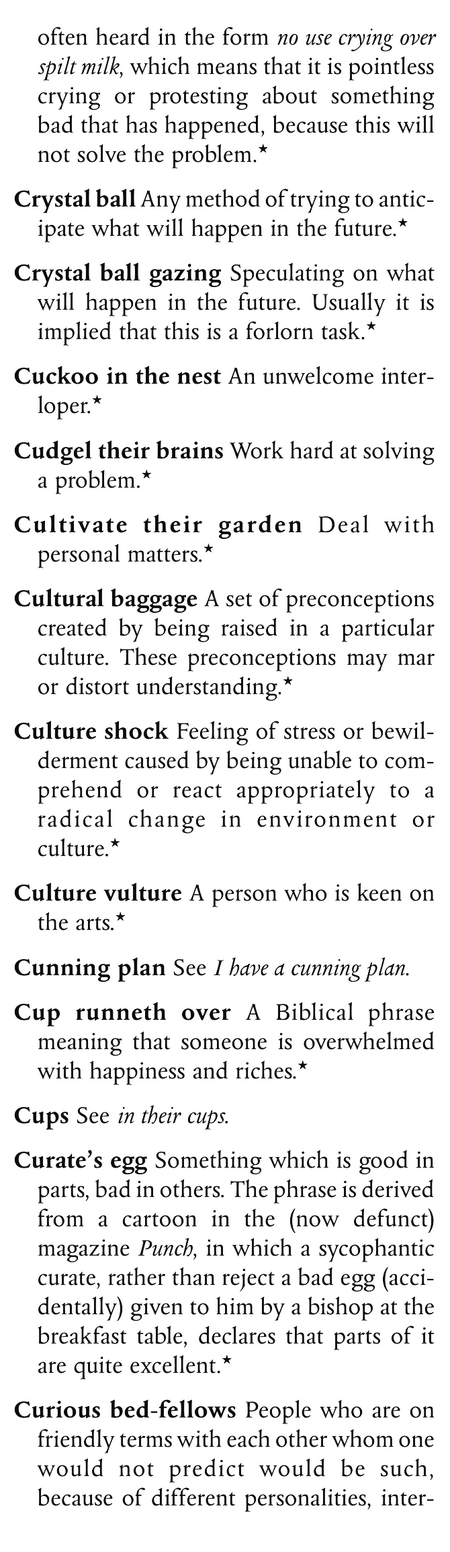 often heard in the form no use crying over
spilt milk, which means that it is pointless
crying or protesting about something
bad that has happened, because this will
not solve the problem.★
Crystal ball Any method of trying to antic-
ipate what will happen in the future.★
Crystal ball gazing Speculating on what
will happen in the future. Usually it is
implied that this is a forlorn task.★
Cuckoo in the nest An unwelcome inter-
loper.★
Cudgel their brains Work hard at solving
a problem.★
Cultivate their garden Deal with
personal matters.★
Cultural baggage A set of preconceptions
created by being raised in a particular
culture. These preconceptions may mar
or distort understanding.★
Culture shock Feeling of stress or bewil-
derment caused by being unable to com-
prehend or react appropriately to a
radical change in environment or
culture.★
Culture vulture A person who is keen on
the arts.★
Cunning plan See I have a cunning plan.
Cup runneth over A Biblical phrase
meaning that someone is overwhelmed
with happiness and riches.★
Cups See in their cups.
Curate's egg Something which is good in
parts, bad in others. The phrase is derived
from a cartoon in the (now defunct)
magazine Punch, in which a sycophantic
curate, rather than reject a bad egg (acci-
dentally) given to him by a bishop at the
breakfast table, declares that parts of it
are quite excellent.★
Curious bed-fellows People who are on
friendly terms with each other whom one
would not predict would be such,
because of different personalities, inter-